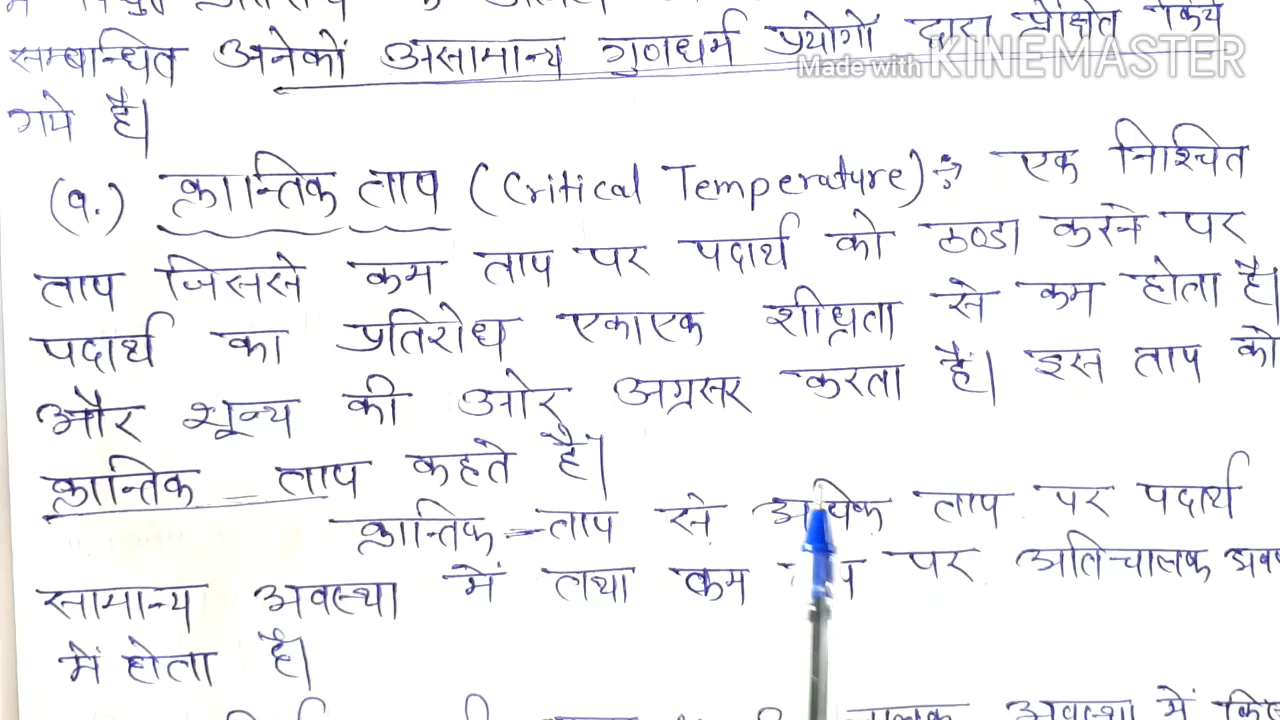 सम्बन्धित अनेकों असामान्य गुणधर्म प्रयोगों द्वारा प्रेक्षित किये
Made with KINEMASTER
गये है।
(१.) क्रान्तिक ताप (Critical Temperature) :→ एक निश्चित
ताप जिससे कम ताप पर पदार्थ को ठण्डा करने पर
पदार्थ का प्रतिरोध एकाएक शीघ्रता से कम होता है।
और शून्य की ओर अग्रसर करता है। इस ताप को
क्रान्तिक ताप कहते है।
क्रान्तिक ताप से अधिक ताप पर पदार्थ
सामान्य अवस्था में तथा कम पर अतिचालक
में होता है।
अवस्था में